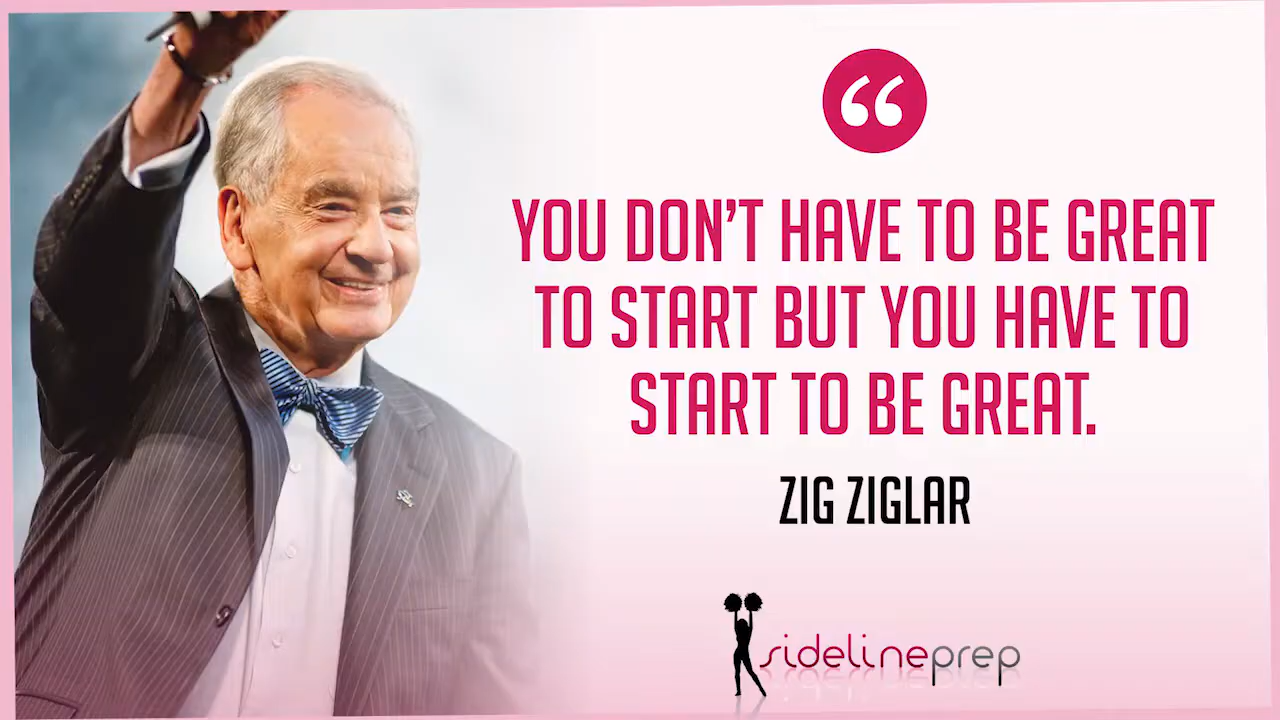 YOU DON'T HAVE TO BE GREAT
TO START BUT YOU HAVE TO
START TO BE GREAT.
ZIG ZIGLAR
sidelineprep